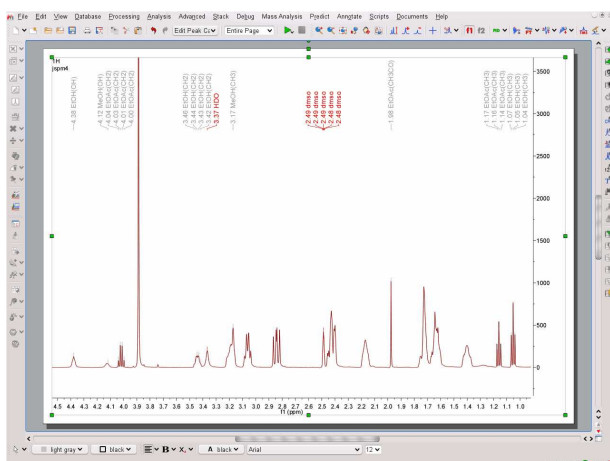 File Edit View Database Processing Analysis Advanced Stack Debug Mass Analysis Predict Annotate Scripts Documents Help
Edit Peak Entire Page f1 f2
1H
jspm4
4.38 EtOH(OH)
4.12 MeOH(OH)
4.04 EtOAc(CH2)
4.03 EtOAc(CH2)
4.01 EtOAc(CH2)
4.00 EtOAc(CH2)
3.46 EtOH(CH2)
3.44 EtOH(CH2)
3.43 EtOH(CH2)
3.42 EtOH(CH2)
3.37 HDO
3.17 MeOH(CH3)
2.49 dmso
2.49 dmso
2.49 dmso
2.48 dmso
2.48 dmso
1.98 EtOAc(CH3CO)
1.17 EtOAc(CH3)
1.16 EtOAc(CH3)
1.14 EtOAc(CH3)
1.07 EtOH(CH3)
1.05 EtOH(CH3)
1.04 EtOH(CH3)
3500
3000
2500
2000
1500
1000
500
0
4.5 4.4 4.3 4.2 4.1 4.0 3.9 3.8 3.7 3.6 3.5 3.4 3.3 3.2 3.1 3.0 2.9 2.8 2.7 2.6 2.5 2.4 2.3 2.2 2.1 2.0 1.9 1.8 1.7 1.6 1.5 1.4 1.3 1.2 1.1 1.0
f1 (ppm)
light gray black B X, A black Arial 12